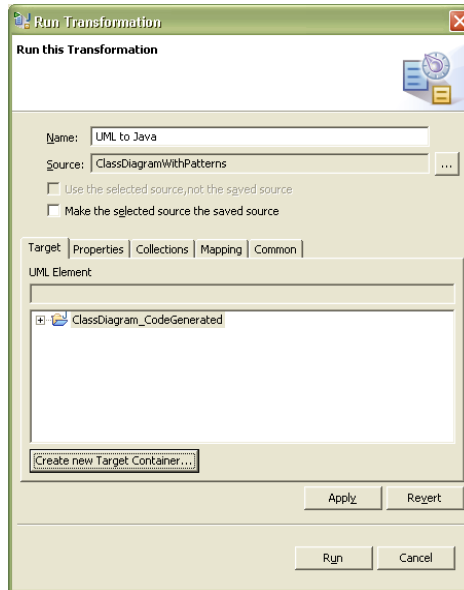 Run Transformation
Run this Transformation
Name: UML to Java
Source: ClassDiagramWithPatterns ...
Use the selected source,not the saved source
Make the selected source the saved source
Target Properties Collections Mapping Common
UML Element
ClassDiagram_CodeGenerated
Create new Target Container...
Apply Revert
Run Cancel